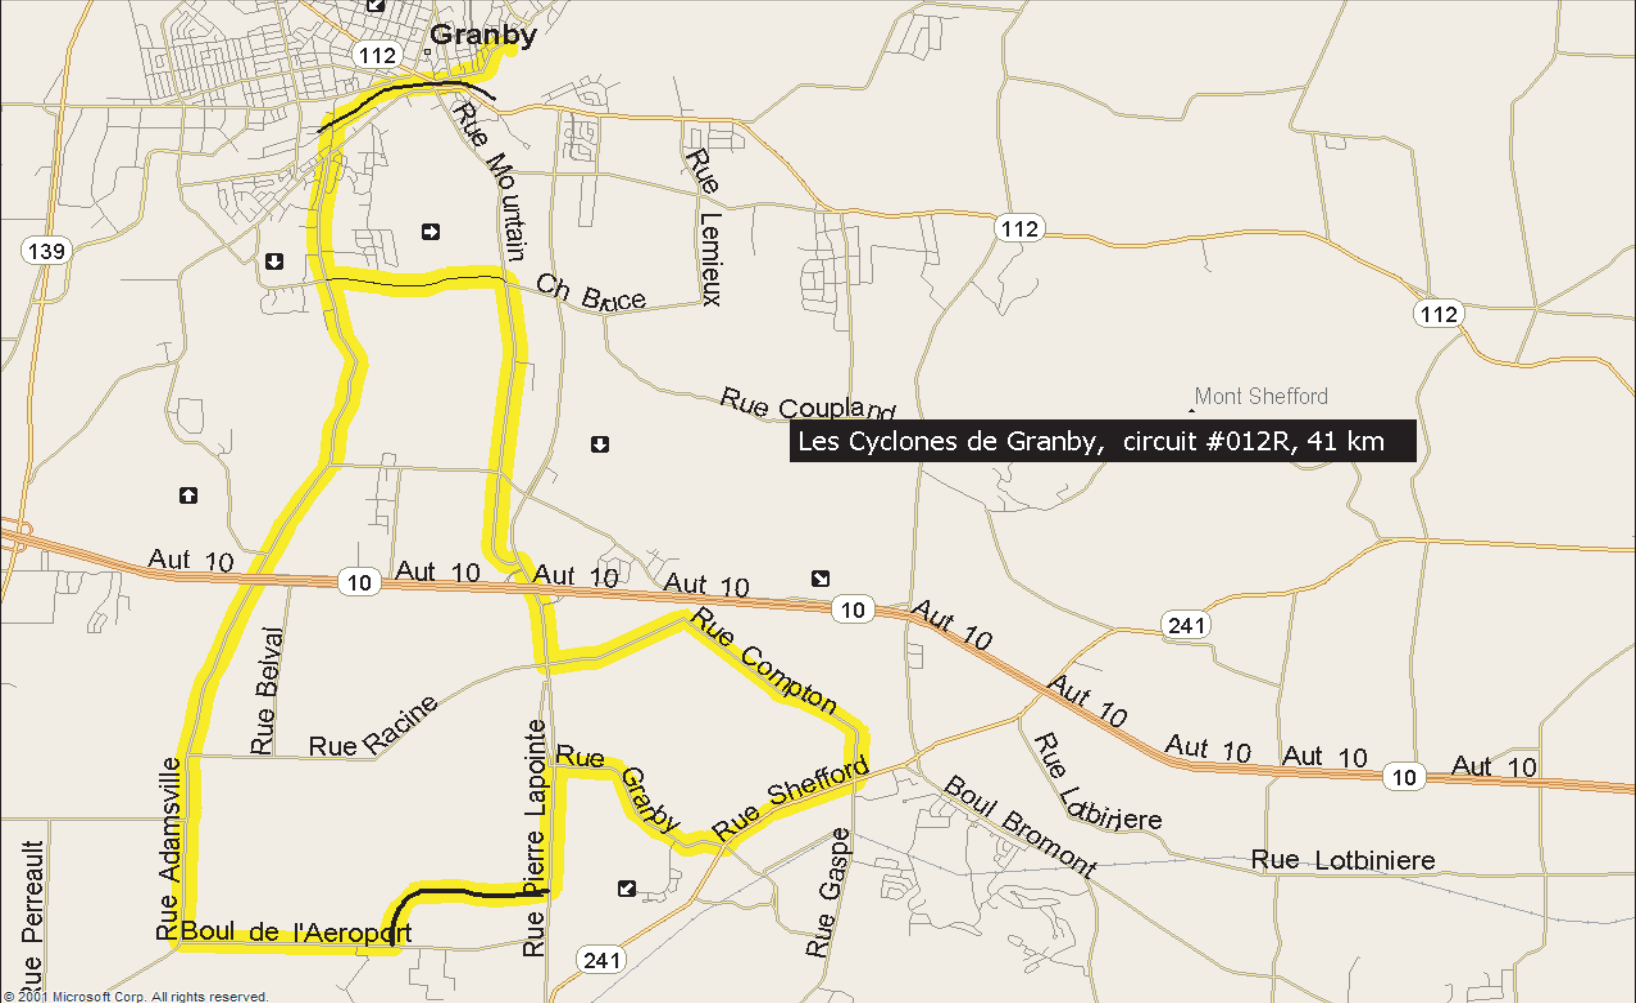 Granby
112
Rue Mountain
Rue Lemieux
139
112
Ch Bruce
112
Mont Shefford
Rue Coupland
Les Cyclones de Granby, circuit #012R, 41 km
Aut 10
10
Aut 10
Aut 10
Aut 10
10
Aut 10
241
Rue Compton
Rue Belval
Rue Racine
Aut 10
Rue Pierre Lapointe
Rue Granby
Rue Shefford
Rue Lotbiniere
Aut 10
Aut 10
10
Aut 10
Rue Adamsville
Boul Bromont
Rue Perreault
Rue Gaspe
Rue Lotbiniere
Boul de l'Aeroport
241
© 2001 Microsoft Corp. All rights reserved.